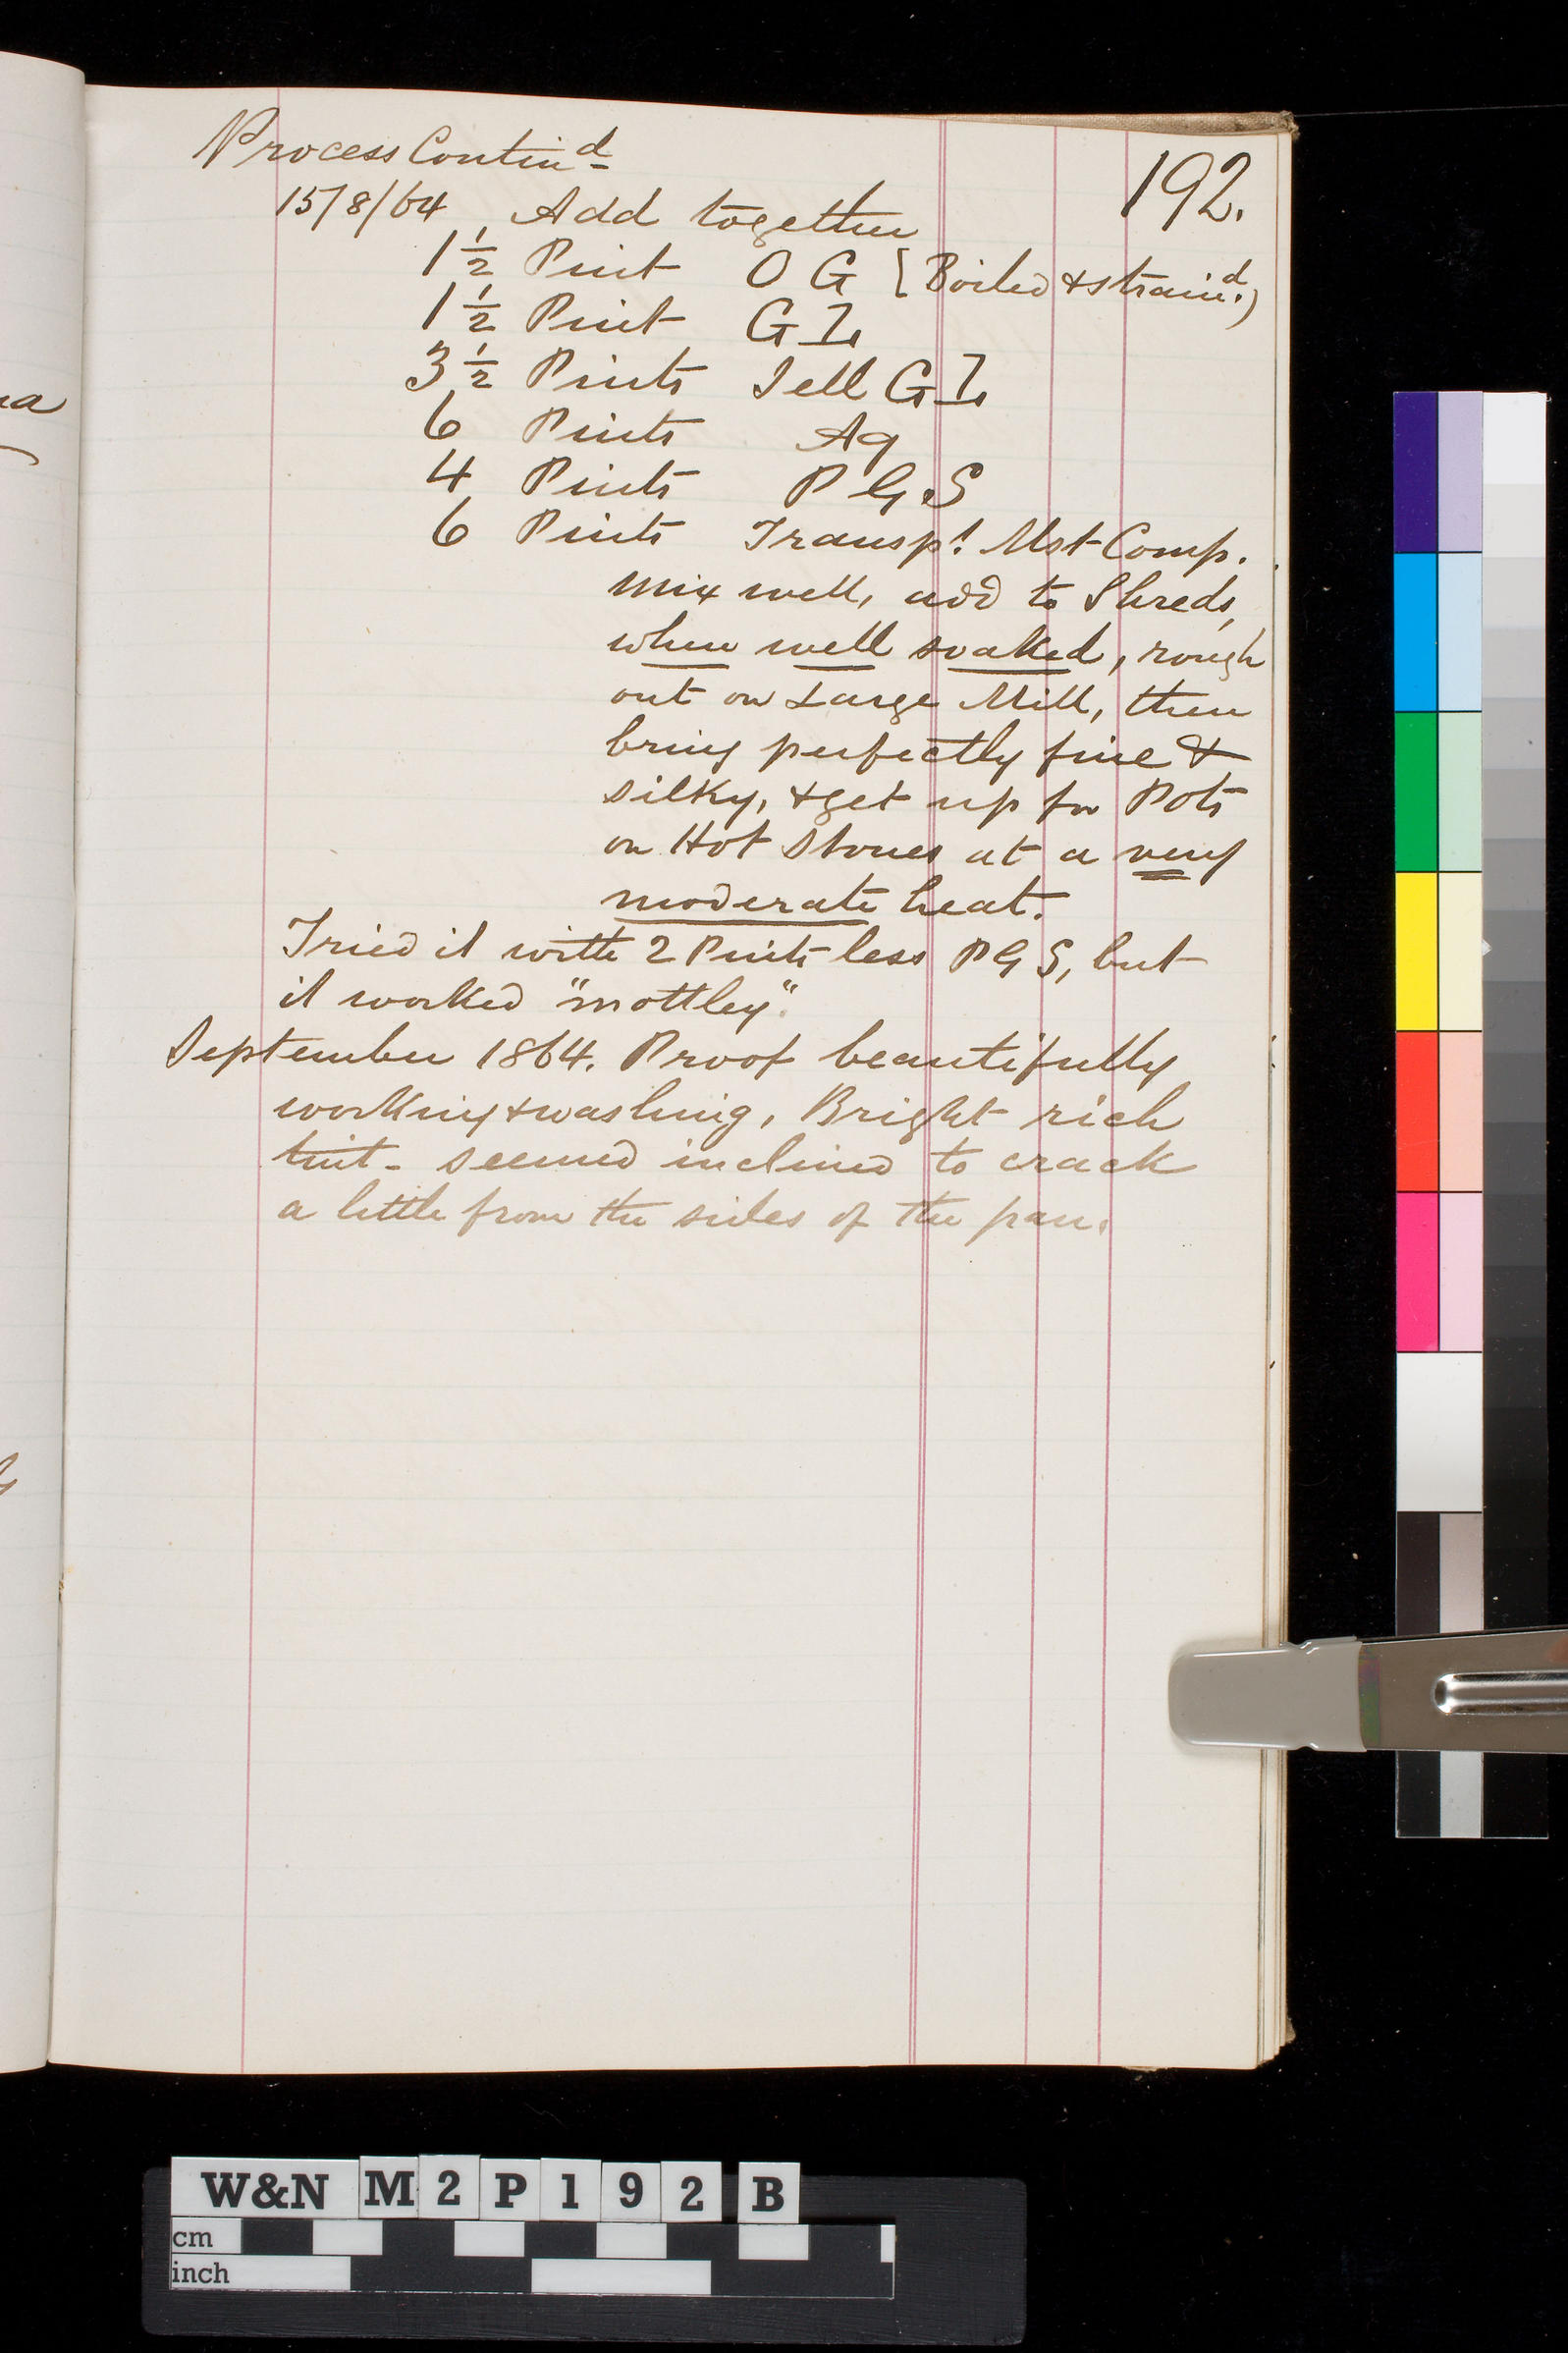 Process Contin^d
192.
15/8/64, Add together
1 1/2 Pint O G [Boiled & strain^d.)
1 1/2 Pint G L
3 1/2 Pints Jell G L
6 Pints Aq
4 Pints P G S
6 Pints Transp^t. Mst Comp.
mix well, add to Shreds,
when well soaked, rough
out on Large Mill, then
bring perfectly fine &
silky, & get up for Pots
on Hot Stones at a very
moderate heat.
Tried it with 2 Pints less P G S, but
it worked "mottley".
September 1864. Proof beautifully
working & washing, Bright rich
tint - seemed inclined to crack
a little from the sides of the pan.
W&N M 2 P 1 9 2 B
cm
inch